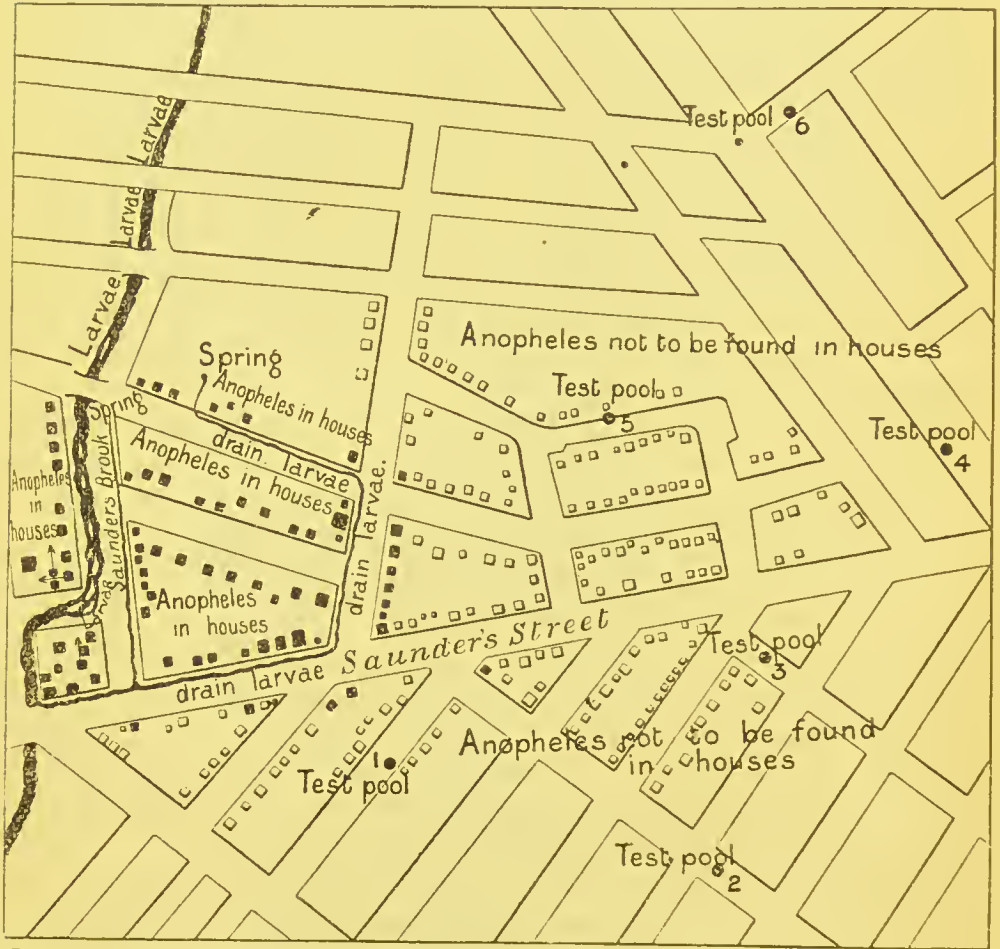 Larvae
Larvae
Larvae
Test pool
6
Anopheles not to be found in houses
Spring
Anopheles in houses
Test pool
5
Test pool
4
Spring
drain larvae
Anopheles in houses
Anopheles
in
houses
Saunders Brouk
drain larvae.
Anopheles
in houses
Saunder's Street
drain larvae
Test pool
3
Anopheles not to be found
in houses
1
Test pool
Test pool
2